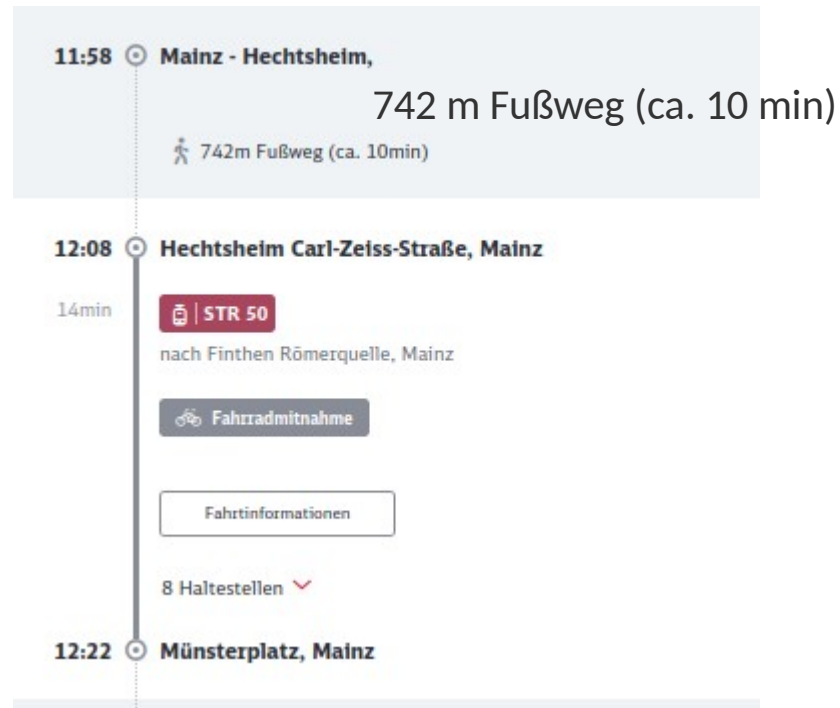 11:58 Mainz - Hechtsheim,
742 m Fußweg (ca. 10 min)
742m Fußweg (ca. 10min)
12:08 Hechtsheim Carl-Zeiss-Straße, Mainz
14min STR 50
nach Finthen Römerquelle, Mainz
Fahrradmitnahme
Fahrtinformationen
8 Haltestellen
12:22 Münsterplatz, Mainz